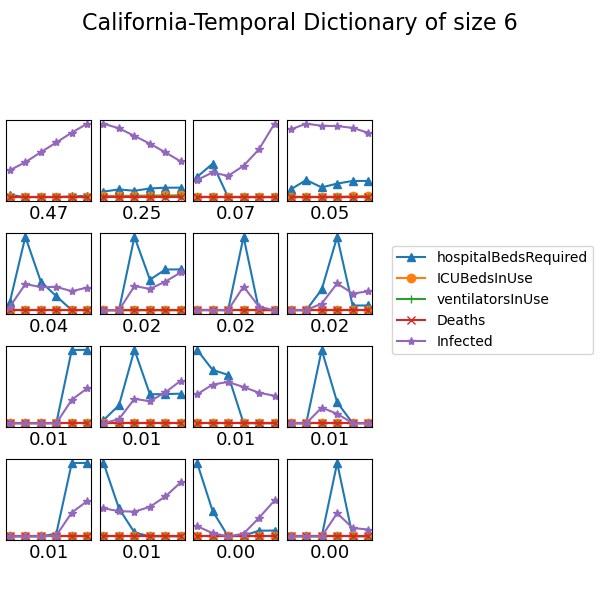 California-Temporal Dictionary of size 6
0.47 0.25 0.07 0.05
0.04 0.02 0.02 0.02
hospitalBedsRequired
ICUBedsInUse
ventilatorsInUse
Deaths
Infected
0.01 0.01 0.01 0.01
0.01 0.01 0.00 0.00